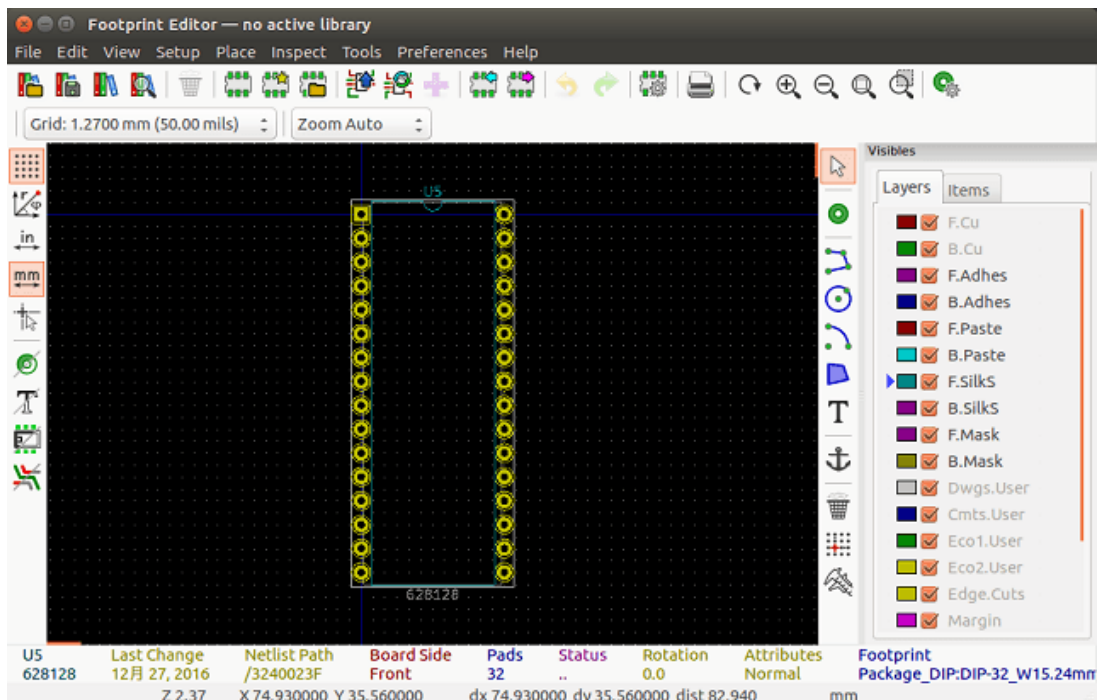 Footprint Editor — no active library
File Edit View Setup Place Inspect Tools Preferences Help
Grid: 1.2700 mm (50.00 mils) Zoom Auto
Visibles
Layers Items
in
mm
U5
628128
T
F.Cu
B.Cu
F.Adhes
B.Adhes
F.Paste
B.Paste
F.SilkS
B.SilkS
F.Mask
B.Mask
Dwgs.User
Cmts.User
Eco1.User
Eco2.User
Edge.Cuts
Margin
U5 Last Change Netlist Path Board Side Pads Status Rotation Attributes Footprint
628128 12月 27, 2016 /3240023F Front 32 .. 0.0 Normal Package_DIP:DIP-32_W15.24mm
Z 2.37 X 74.930000 Y 35.560000 dx 74.930000 dy 35.560000 dist 82.940 mm